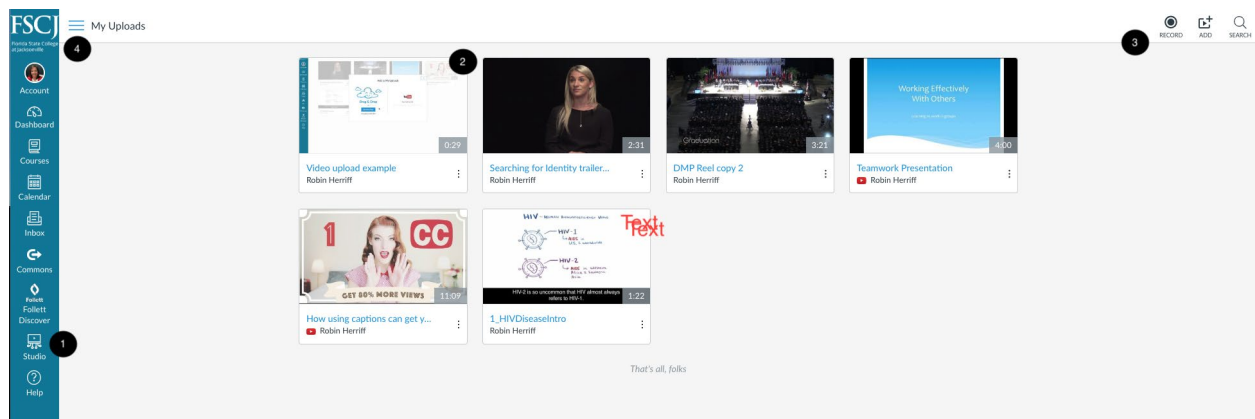 FSCJ
Florida State College
at Jacksonville
My Uploads
4
3
RECORD
ADD
SEARCH
Account
Dashboard
Courses
Calendar
Inbox
Commons
Follett
Follett
Discover
Studio
1
Help
2
0:29
Video upload example
Robin Herriff
2:31
Searching for Identity trailer...
Robin Herriff
Graduation
3:21
DMP Reel copy 2
Robin Herriff
Working Effectively
With Others
4:00
Teamwork Presentation
Robin Herriff
1
CC
GET 80% MORE VIEWS
11:09
How using captions can get y...
Robin Herriff
HIV-1
HIV-2
HIV-2 is so uncommon that HIV almost always
refers to HIV-1.
1:22
Text
Text
1_HIVDiseaseIntro
Robin Herriff
That's all, folks